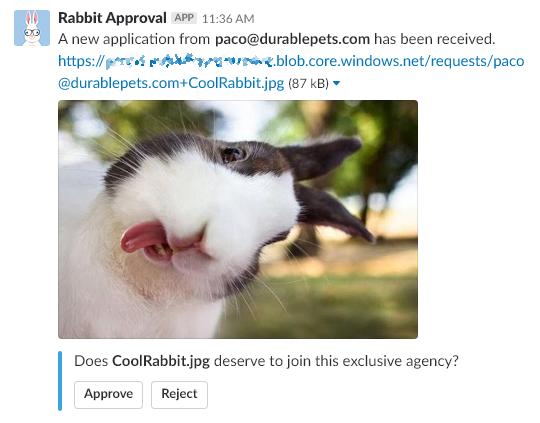 Rabbit Approval APP 11:36 AM
A new application from paco@durablepets.com has been received.
https://.blob.core.windows.net/requests/paco
@durablepets.com+CoolRabbit.jpg (87 kB)
Does CoolRabbit.jpg deserve to join this exclusive agency?
Approve Reject